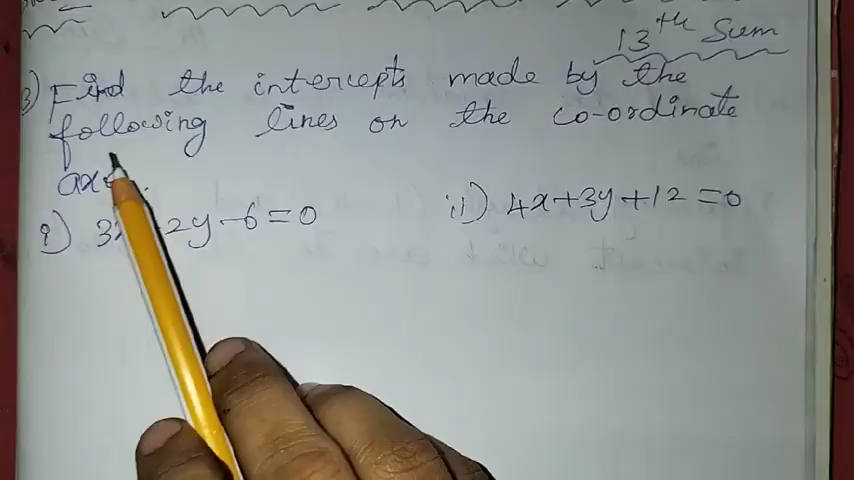 13th Sum
3) Find the intercepts made by the
following lines on the co-ordinate
i) 2y - 6 = 0 ii) 4x + 3y + 12 = 0